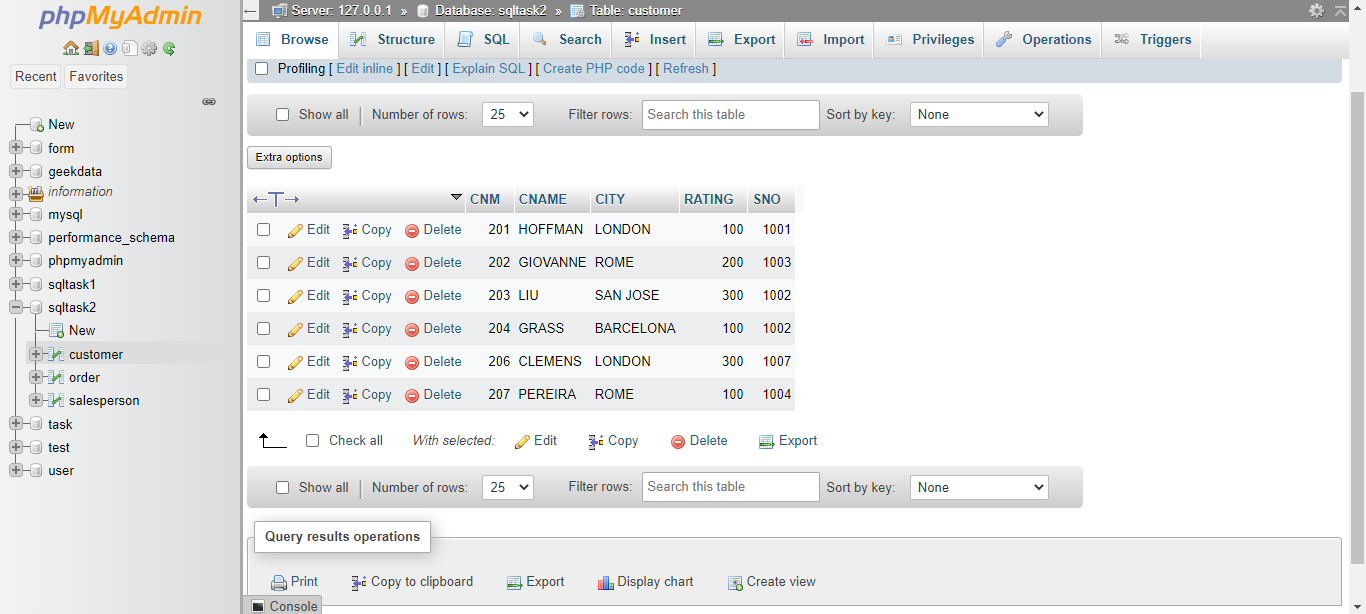 phpMyAdmin
Recent Favorites
New
form
geekdata
information
mysql
performance_schema
phpmyadmin
sqltask1
sqltask2
New
customer
order
salesperson
task
test
user
Server: 127.0.0.1 » Database: sqltask2 » Table: customer
Browse Structure SQL Search Insert Export Import Privileges Operations Triggers
Profiling [ Edit inline ] [ Edit ] [ Explain SQL ] [ Create PHP code ] [ Refresh ]
Show all Number of rows: 25 Filter rows: Search this table Sort by key: None
Extra options
CNM CNAME CITY RATING SNO
Edit Copy Delete 201 HOFFMAN LONDON 100 1001
Edit Copy Delete 202 GIOVANNE ROME 200 1003
Edit Copy Delete 203 LIU SAN JOSE 300 1002
Edit Copy Delete 204 GRASS BARCELONA 100 1002
Edit Copy Delete 206 CLEMENS LONDON 300 1007
Edit Copy Delete 207 PEREIRA ROME 100 1004
Check all With selected: Edit Copy Delete Export
Show all Number of rows: 25 Filter rows: Search this table Sort by key: None
Query results operations
Print Copy to clipboard Export Display chart Create view
Console